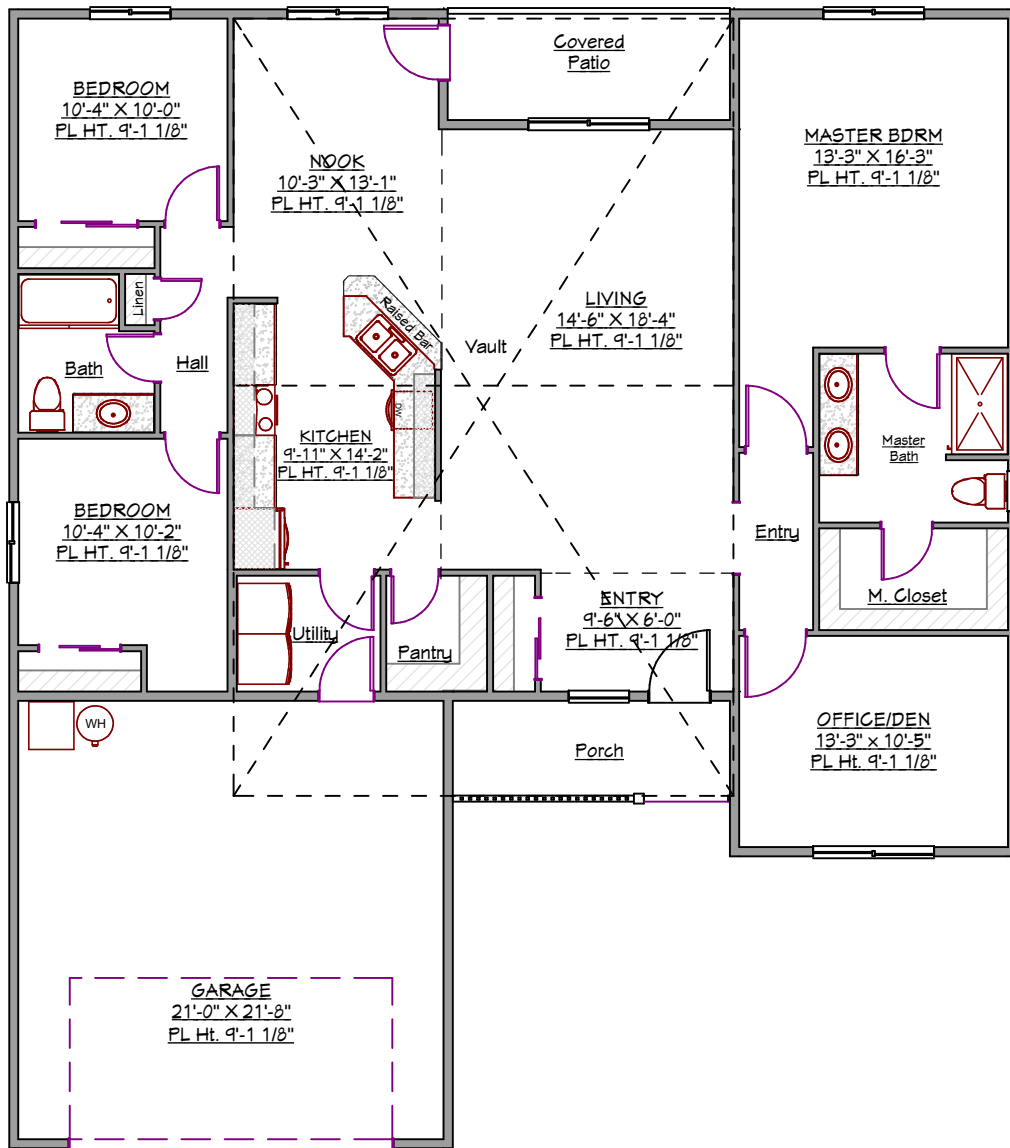 Covered
Patio
BEDROOM
10'-4" X 10'-0"
PL HT. 9'-1 1/8"
MASTER BDRM
13'-3" X 16'-3"
PL HT. 9'-1 1/8"
NOOK
10'-3" X 13'-1"
PL HT. 9'-1 1/8"
Linen
Raised Bar
LIVING
14'-6" X 18'-4"
PL HT. 9'-1 1/8"
Vault
Bath
Hall
DW
KITCHEN
9'-11" X 14'-2"
PL HT. 9'-1 1/8"
Master
Bath
BEDROOM
10'-4" X 10'-2"
PL HT. 9'-1 1/8"
Entry
M. Closet
ENTRY
9'-6" X 6'-0"
PL HT. 9'-1 1/8"
Utility
Pantry
WH
OFFICE/DEN
13'-3" x 10'-5"
PL Ht. 9'-1 1/8"
Porch
GARAGE
21'-0" X 21'-8"
PL Ht. 9'-1 1/8"